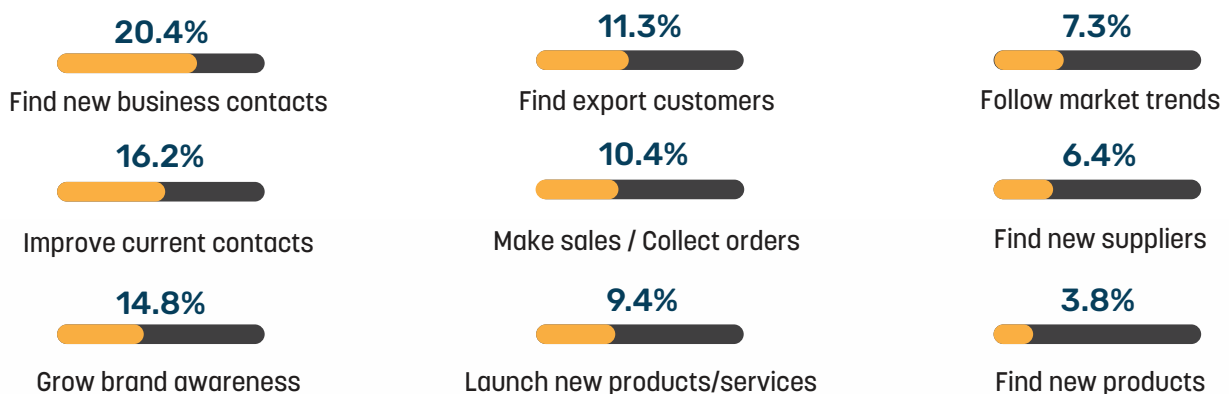 20.4%
Find new business contacts
16.2%
Improve current contacts
14.8%
Grow brand awareness
11.3%
Find export customers
10.4%
Make sales / Collect orders
9.4%
Launch new products/services
7.3%
Follow market trends
6.4%
Find new suppliers
3.8%
Find new products